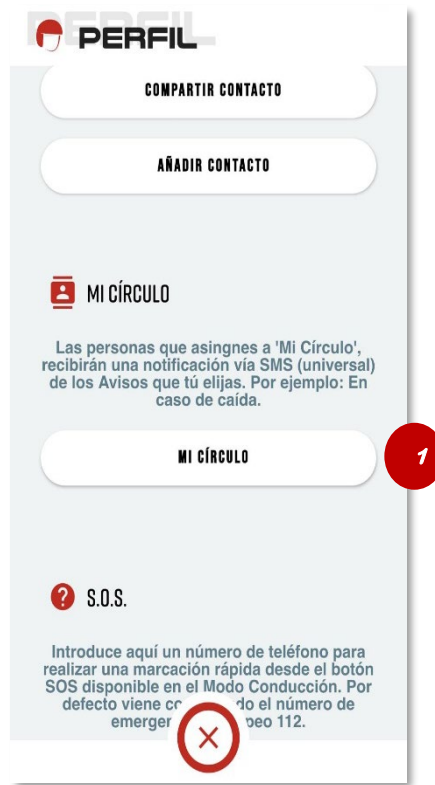 PERFIL
COMPARTIR CONTACTO
AÑADIR CONTACTO
MI CÍRCULO
Las personas que asingnes a 'Mi Círculo',
recibirán una notificación vía SMS (universal)
de los Avisos que tú elijas. Por ejemplo: En
caso de caída.
MI CÍRCULO
1
S.O.S.
Introduce aquí un número de teléfono para
realizar una marcación rápida desde el botón
SOS disponible en el Modo Conducción. Por
defecto viene do el número de
112.